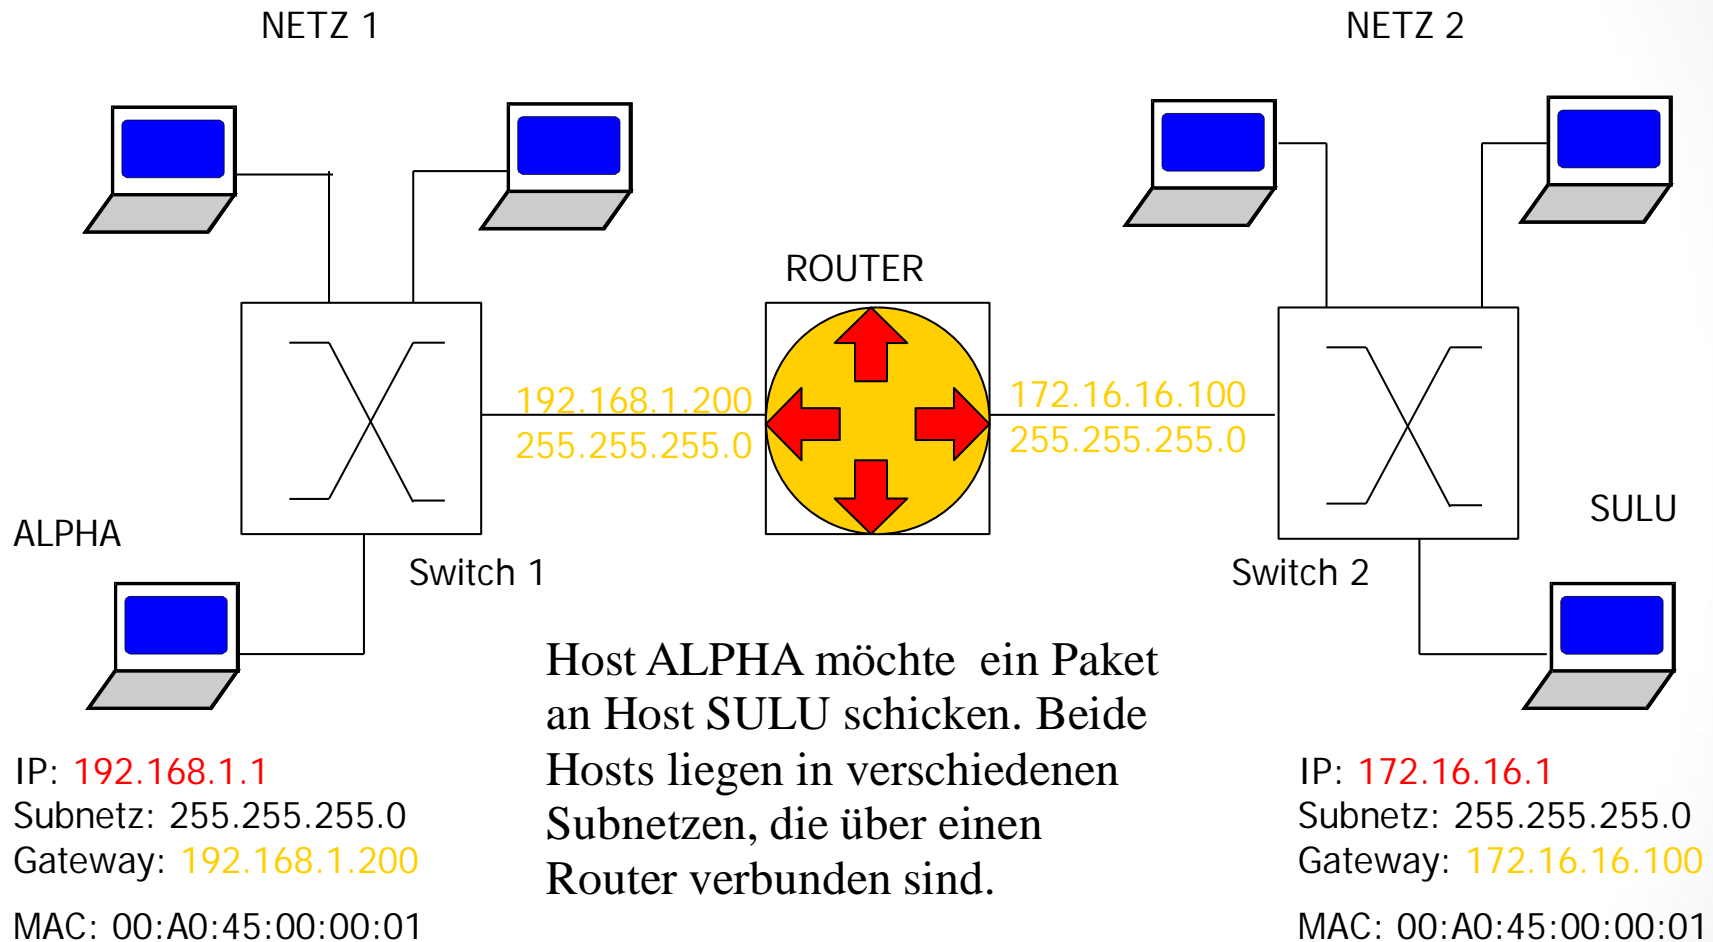 NETZ 1
NETZ 2
ROUTER
192.168.1.200
255.255.255.0
172.16.16.100
255.255.255.0
ALPHA
SULU
Switch 1
Switch 2
Host ALPHA möchte ein Paket
an Host SULU schicken. Beide
Hosts liegen in verschiedenen
Subnetzen, die über einen
Router verbunden sind.
IP: 192.168.1.1
Subnetz: 255.255.255.0
Gateway: 192.168.1.200
MAC: 00:A0:45:00:00:01
IP: 172.16.16.1
Subnetz: 255.255.255.0
Gateway: 172.16.16.100
MAC: 00:A0:45:00:00:01